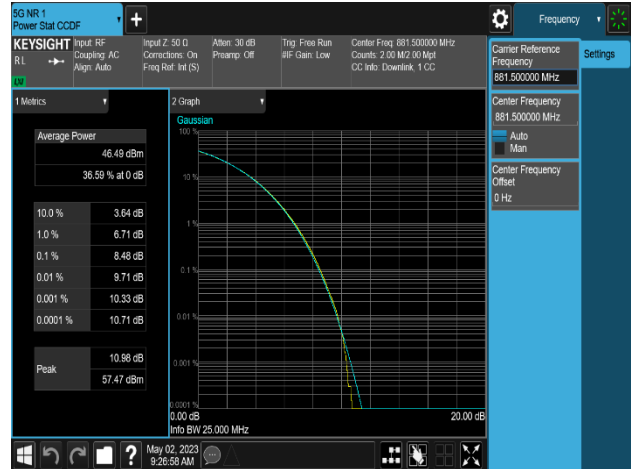 5G NR 1
Power Stat CCDF
+
Frequency
KEYSIGHT
RL
Input: RF
Coupling: AC
Align: Auto
Input Z: 50 Ω
Corrections: On
Freq Ref: Int (S)
Atten: 30 dB
Preamp: Off
Trig: Free Run
#IF Gain: Low
Center Freq: 881.500000 MHz
Counts: 2.00 M/2.00 Mpt
CC Info: Downlink, 1 CC
Carrier Reference
Frequency
881.500000 MHz
Settings
Center Frequency
881.500000 MHz
Auto
Man
Center Frequency
Offset
0 Hz
1 Metrics
Average Power
46.49 dBm
36.59 % at 0 dB
10.0 % 3.64 dB
1.0 % 6.71 dB
0.1 % 8.48 dB
0.01 % 9.71 dB
0.001 % 10.33 dB
0.0001 % 10.71 dB
Peak 10.98 dB
57.47 dBm
2 Graph
Gaussian
100 %
10 %
1 %
0.1 %
0.01 %
0.001 %
0.0001 %
0.00 dB 20.00 dB
Info BW 25.000 MHz
?
May 02, 2023
9:26:58 AM